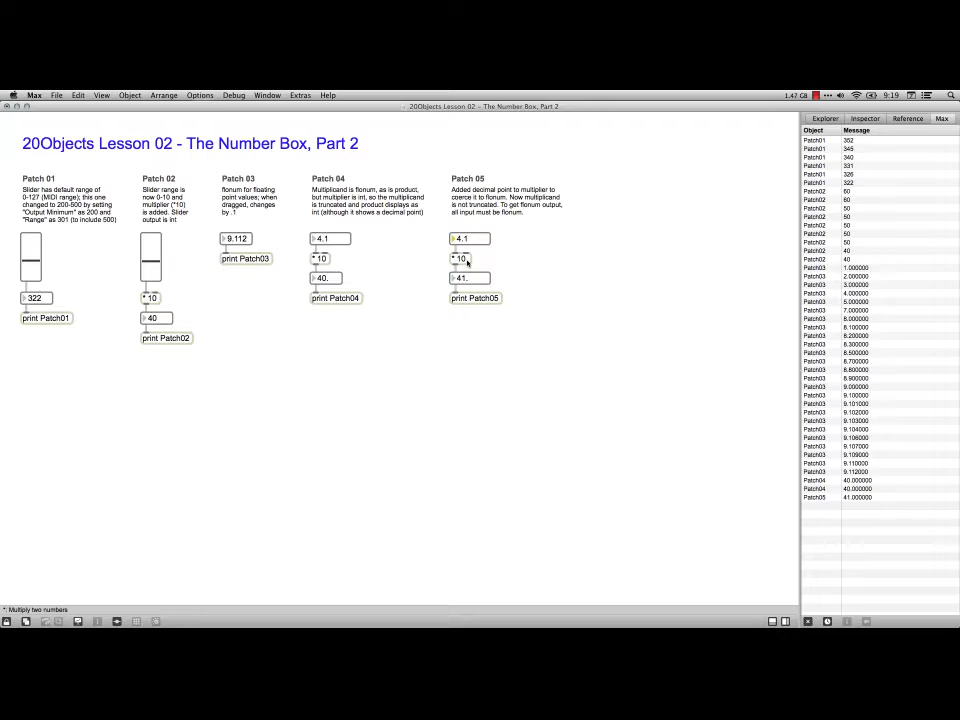 Max File Edit View Object Arrange Options Debug Window Extras Help 1.47 GB 9:19
20Objects Lesson 02 - The Number Box, Part 2
Explorer Inspector Reference Max
20Objects Lesson 02 - The Number Box, Part 2
Patch 01
Slider has default range of
0-127 (MIDI range); this one
changed to 200-500 by setting
"Output Minimum" as 200 and
"Range" as 301 (to include 500)
322
print Patch01
Patch 02
Slider range is
now 0-10 and
multiplier (*10)
is added. Slider
output is int
* 10
40
print Patch02
Patch 03
flonum for floating
point values; when
dragged, changes
by .1
9.112
print Patch03
Patch 04
Multiplicand is flonum, as is product,
but multiplier is int, so the multiplicand
is truncated and product displays as
int (although it shows a decimal point)
4.1
* 10
40.
print Patch04
Patch 05
Added decimal point to multiplier to
coerce it to flonum. Now multiplicand
is not truncated. To get flonum output,
all input must be flonum.
4.1
* 10.
41.
print Patch05
Object Message
Patch01 352
Patch01 345
Patch01 340
Patch01 331
Patch01 326
Patch01 322
Patch02 60
Patch02 60
Patch02 50
Patch02 50
Patch02 50
Patch02 50
Patch02 50
Patch02 40
Patch02 40
Patch03 1.000000
Patch03 2.000000
Patch03 3.000000
Patch03 4.000000
Patch03 5.000000
Patch03 7.000000
Patch03 8.000000
Patch03 8.100000
Patch03 8.200000
Patch03 8.300000
Patch03 8.500000
Patch03 8.700000
Patch03 8.800000
Patch03 8.900000
Patch03 9.000000
Patch03 9.100000
Patch03 9.101000
Patch03 9.102000
Patch03 9.103000
Patch03 9.104000
Patch03 9.106000
Patch03 9.107000
Patch03 9.109000
Patch03 9.110000
Patch03 9.112000
Patch04 40.000000
Patch04 40.000000
Patch05 41.000000
*: Multiply two numbers